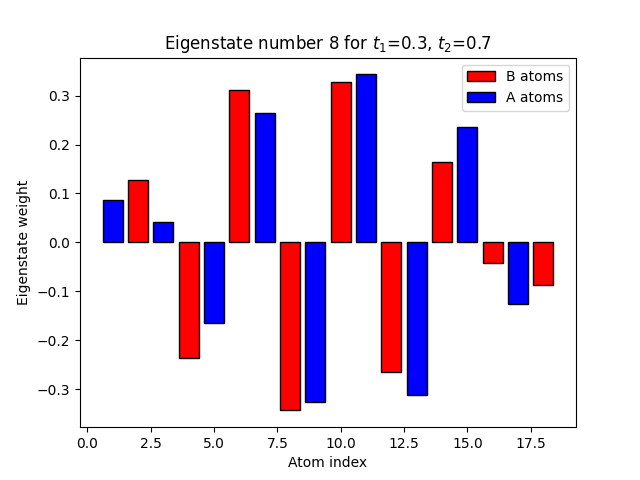 Eigenstate number 8 for $t_1$=0.3, $t_2$=0.7
B atoms
A atoms
Eigenstate weight
0.3
0.2
0.1
0.0
−0.1
−0.2
−0.3
0.0 2.5 5.0 7.5 10.0 12.5 15.0 17.5
Atom index